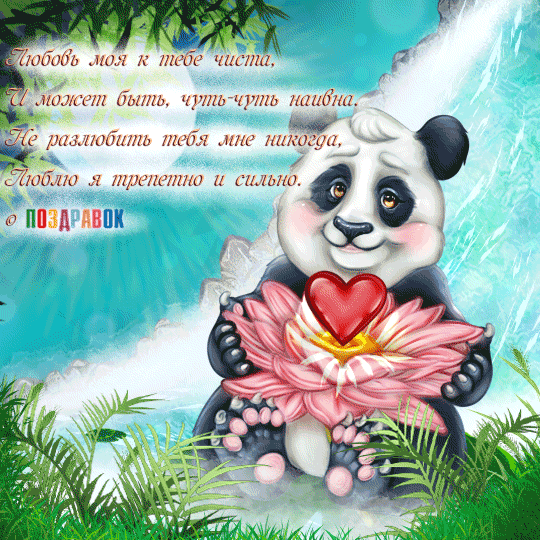 Любовь моя к тебе чиста,
И может быть, чуть-чуть наивна.
Не разлюбить тебя мне никогда,
Люблю я трепетно и сильно.
© ПОЗДРАВОК